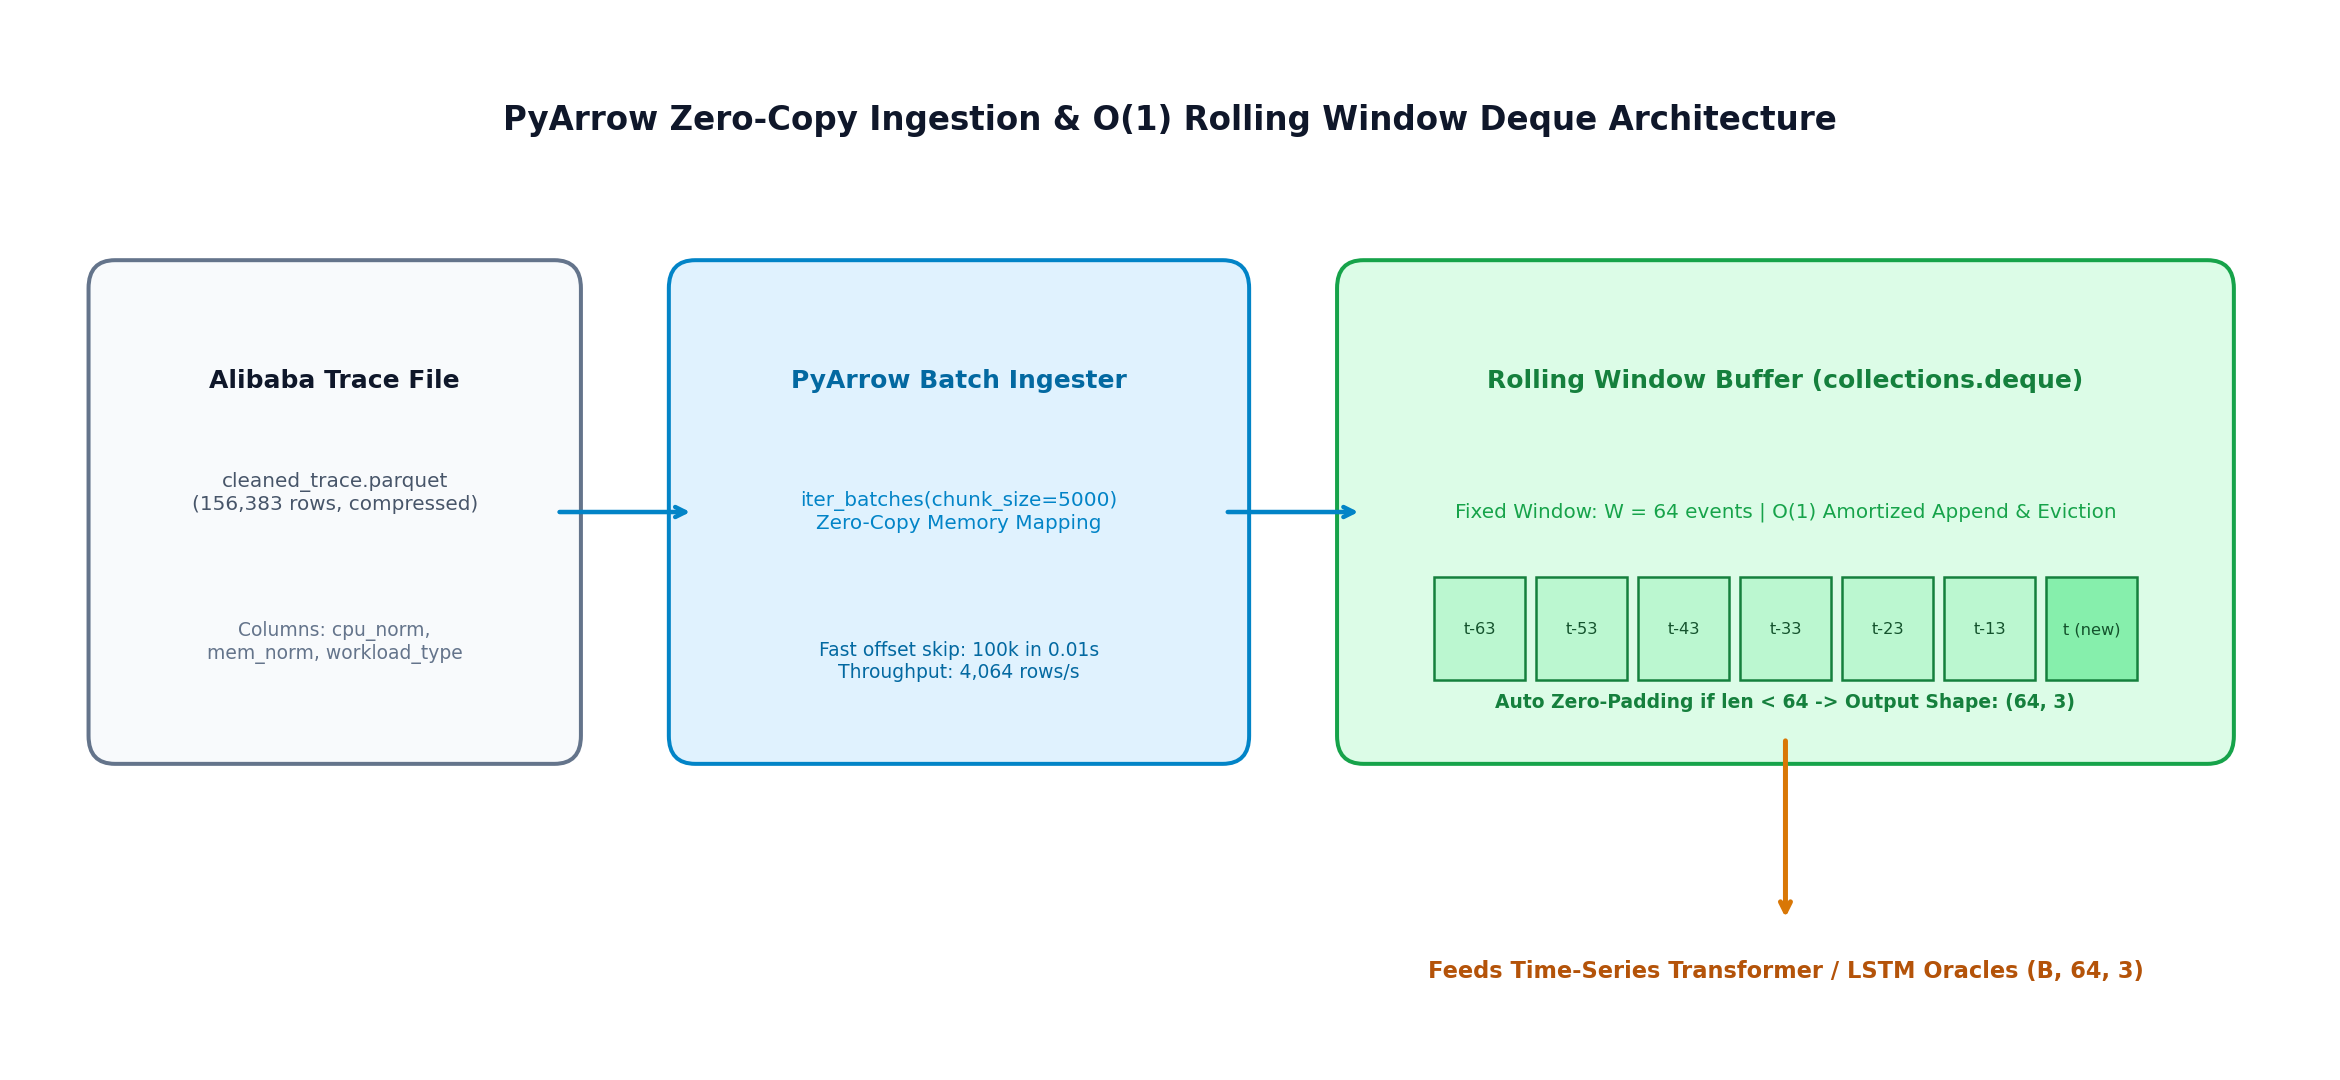 PyArrow Zero-Copy Ingestion & O(1) Rolling Window Deque Architecture
Alibaba Trace File
cleaned_trace.parquet
(156,383 rows, compressed)
Columns: cpu_norm,
mem_norm, workload_type
PyArrow Batch Ingester
iter_batches(chunk_size=5000)
Zero-Copy Memory Mapping
Fast offset skip: 100k in 0.01s
Throughput: 4,064 rows/s
Rolling Window Buffer (collections.deque)
Fixed Window: W = 64 events | O(1) Amortized Append & Eviction
t-63
t-53
t-43
t-33
t-23
t-13
t (new)
Auto Zero-Padding if len < 64 -> Output Shape: (64, 3)
Feeds Time-Series Transformer / LSTM Oracles (B, 64, 3)